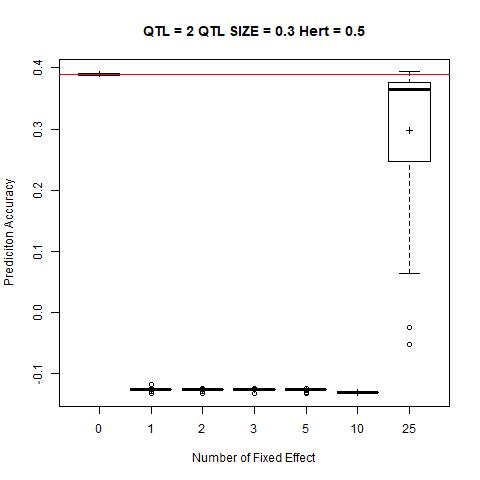 QTL = 2 QTL SIZE = 0.3 Hert = 0.5
Prediciton Accuracy
0.4
0.3
0.2
0.1
0.0
-0.1
0 1 2 3 5 10 25
Number of Fixed Effect